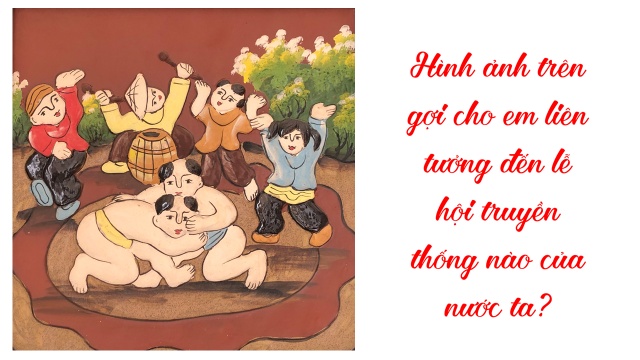 Hình ảnh trên
gợi cho em liên
tưởng đến lễ
hội truyền
thống nào của
nước ta?